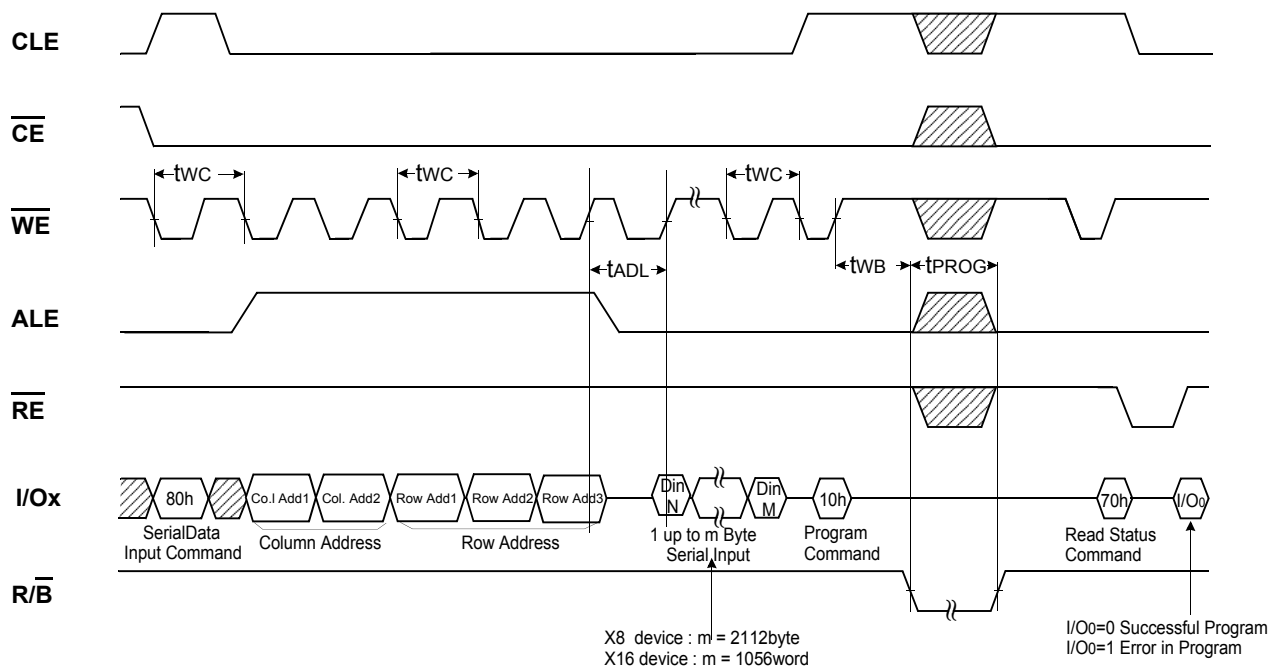 CLE
CE
tWC
tWC
tWC
WE
tADL
tWB
tPROG
ALE
RE
I/Ox
80h
Co.l Add1
Col. Add2
Row Add1
Row Add2
Row Add3
Din
N
Din
M
10h
70h
I/O0
SerialData
Input Command
Column Address
Row Address
1 up to m Byte
Serial Input
Program
Command
Read Status
Command
R/B
X8 device : m = 2112byte
X16 device : m = 1056word
I/O0=0 Successful Program
I/O0=1 Error in Program